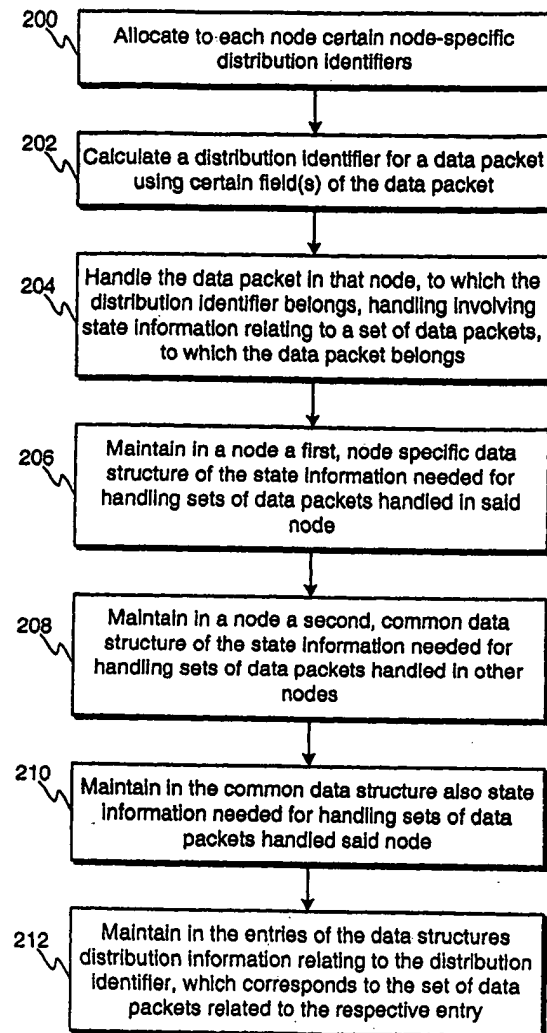 200
Allocate to each node certain node-specific
distribution identifiers
202
Calculate a distribution identifier for a data packet
using certain field(s) of the data packet
204
Handle the data packet in that node, to which the
distribution identifier belongs, handling involving
state information relating to a set of data packets,
to which the data packet belongs
206
Maintain in a node a first, node specific data
structure of the state information needed for
handling sets of data packets handled in said
node
208
Maintain in a node a second, common data
structure of the state information needed for
handling sets of data packets handled in other
nodes
210
Maintain in the common data structure also state
information needed for handling sets of data
packets handled said node
212
Maintain in the entries of the data structures
distribution information relating to the distribution
identifier, which corresponds to the set of data
packets related to the respective entry